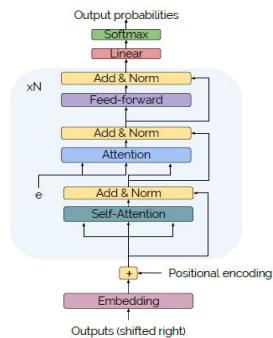 Output probabilities
Softmax
Linear
Add & Norm
xN
Feed-forward
Add & Norm
Attention
e
Add & Norm
Self-Attention
+
Positional encoding
Embedding
Outputs (shifted right)